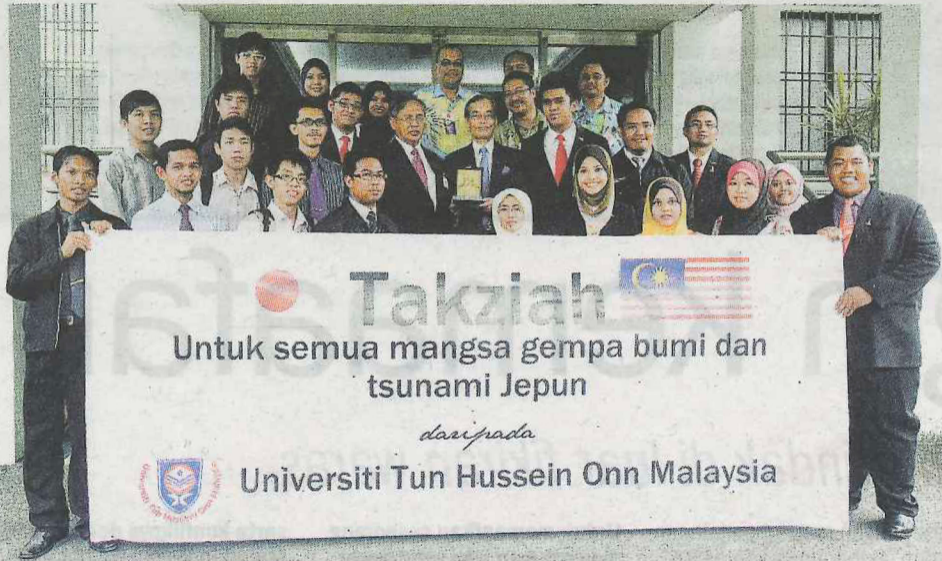 Takziah
Untuk semua mangsa gempa bumi dan
tsunami Jepun
daripada
Universiti Tun Hussein Onn Malaysia